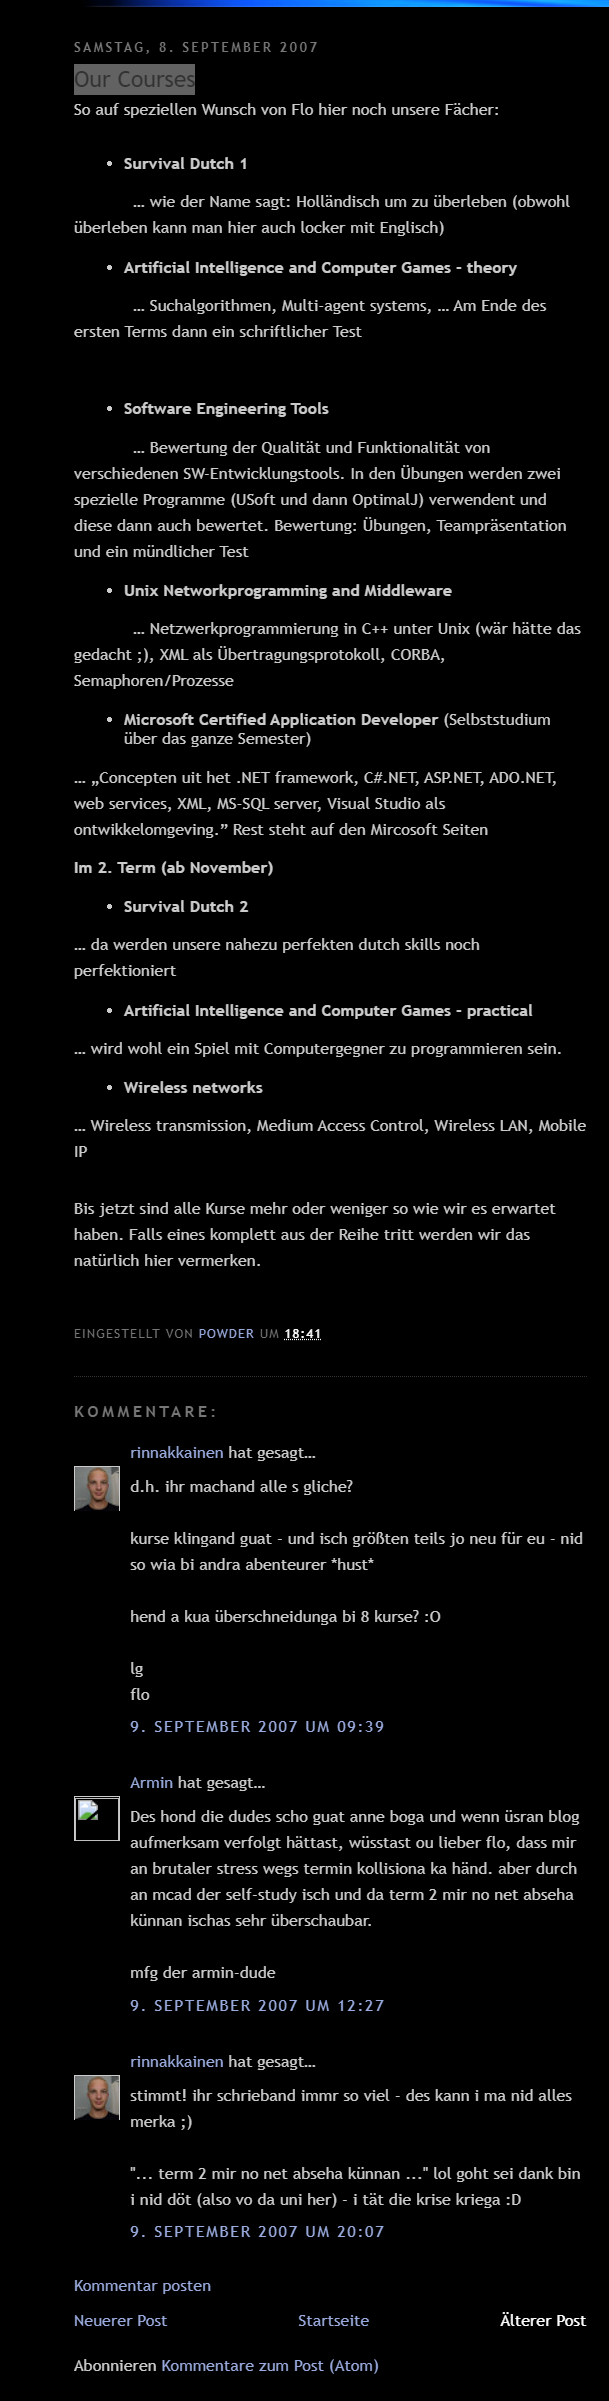 SAMSTAG, 8. SEPTEMBER 2007
Our Courses
So auf speziellen Wunsch von Flo hier noch unsere Fächer:
• Survival Dutch 1
... wie der Name sagt: Holländisch um zu überleben (obwohl
überleben kann man hier auch locker mit Englisch)
• Artificial Intelligence and Computer Games – theory
... Suchalgorithmen, Multi-agent systems, ... Am Ende des
ersten Terms dann ein schriftlicher Test
• Software Engineering Tools
... Bewertung der Qualität und Funktionalität von
verschiedenen SW-Entwicklungstools. In den Übungen werden zwei
spezielle Programme (USoft und dann OptimalJ) verwendent und
diese dann auch bewertet. Bewertung: Übungen, Teampräsentation
und ein mündlicher Test
• Unix Networkprogramming and Middleware
... Netzwerkprogrammierung in C++ unter Unix (wär hätte das
gedacht ;), XML als Übertragungsprotokoll, CORBA,
Semaphoren/Prozesse
• Microsoft Certified Application Developer (Selbststudium
über das ganze Semester)
... „Concepten uit het .NET framework, C#.NET, ASP.NET, ADO.NET,
web services, XML, MS-SQL server, Visual Studio als
ontwikkelomgeving.” Rest steht auf den Mircosoft Seiten
Im 2. Term (ab November)
• Survival Dutch 2
... da werden unsere nahezu perfekten dutch skills noch
perfektioniert
• Artificial Intelligence and Computer Games – practical
... wird wohl ein Spiel mit Computergegner zu programmieren sein.
• Wireless networks
... Wireless transmission, Medium Access Control, Wireless LAN, Mobile
IP
Bis jetzt sind alle Kurse mehr oder weniger so wie wir es erwartet
haben. Falls eines komplett aus der Reihe tritt werden wir das
natürlich hier vermerken.
EINGESTELLT VON POWDER UM 18:41
KOMMENTARE:
rinnakkainen hat gesagt…
d.h. ihr machand alle s gliche?
kurse klingand guat - und isch größten teils jo neu für eu - nid
so wia bi andra abenteurer *hust*
hend a kua überschneidunga bi 8 kurse? :O
lg
flo
9. SEPTEMBER 2007 UM 09:39
Armin hat gesagt…
Des hond die dudes scho guat anne boga und wenn üsran blog
aufmerksam verfolgt hättast, wüsstast ou lieber flo, dass mir
an brutaler stress wegs termin kollisiona ka händ. aber durch
an mcad der self-study isch und da term 2 mir no net abseha
künnan ischas sehr überschaubar.
mfg der armin-dude
9. SEPTEMBER 2007 UM 12:27
rinnakkainen hat gesagt…
stimmt! ihr schrieband immr so viel - des kann i ma nid alles
merka ;)
"... term 2 mir no net abseha künnan ..." lol goht sei dank bin
i nid döt (also vo da uni her) - i tät die krise kriega :D
9. SEPTEMBER 2007 UM 20:07
Kommentar posten
Neuerer Post Startseite Älterer Post
Abonnieren Kommentare zum Post (Atom)